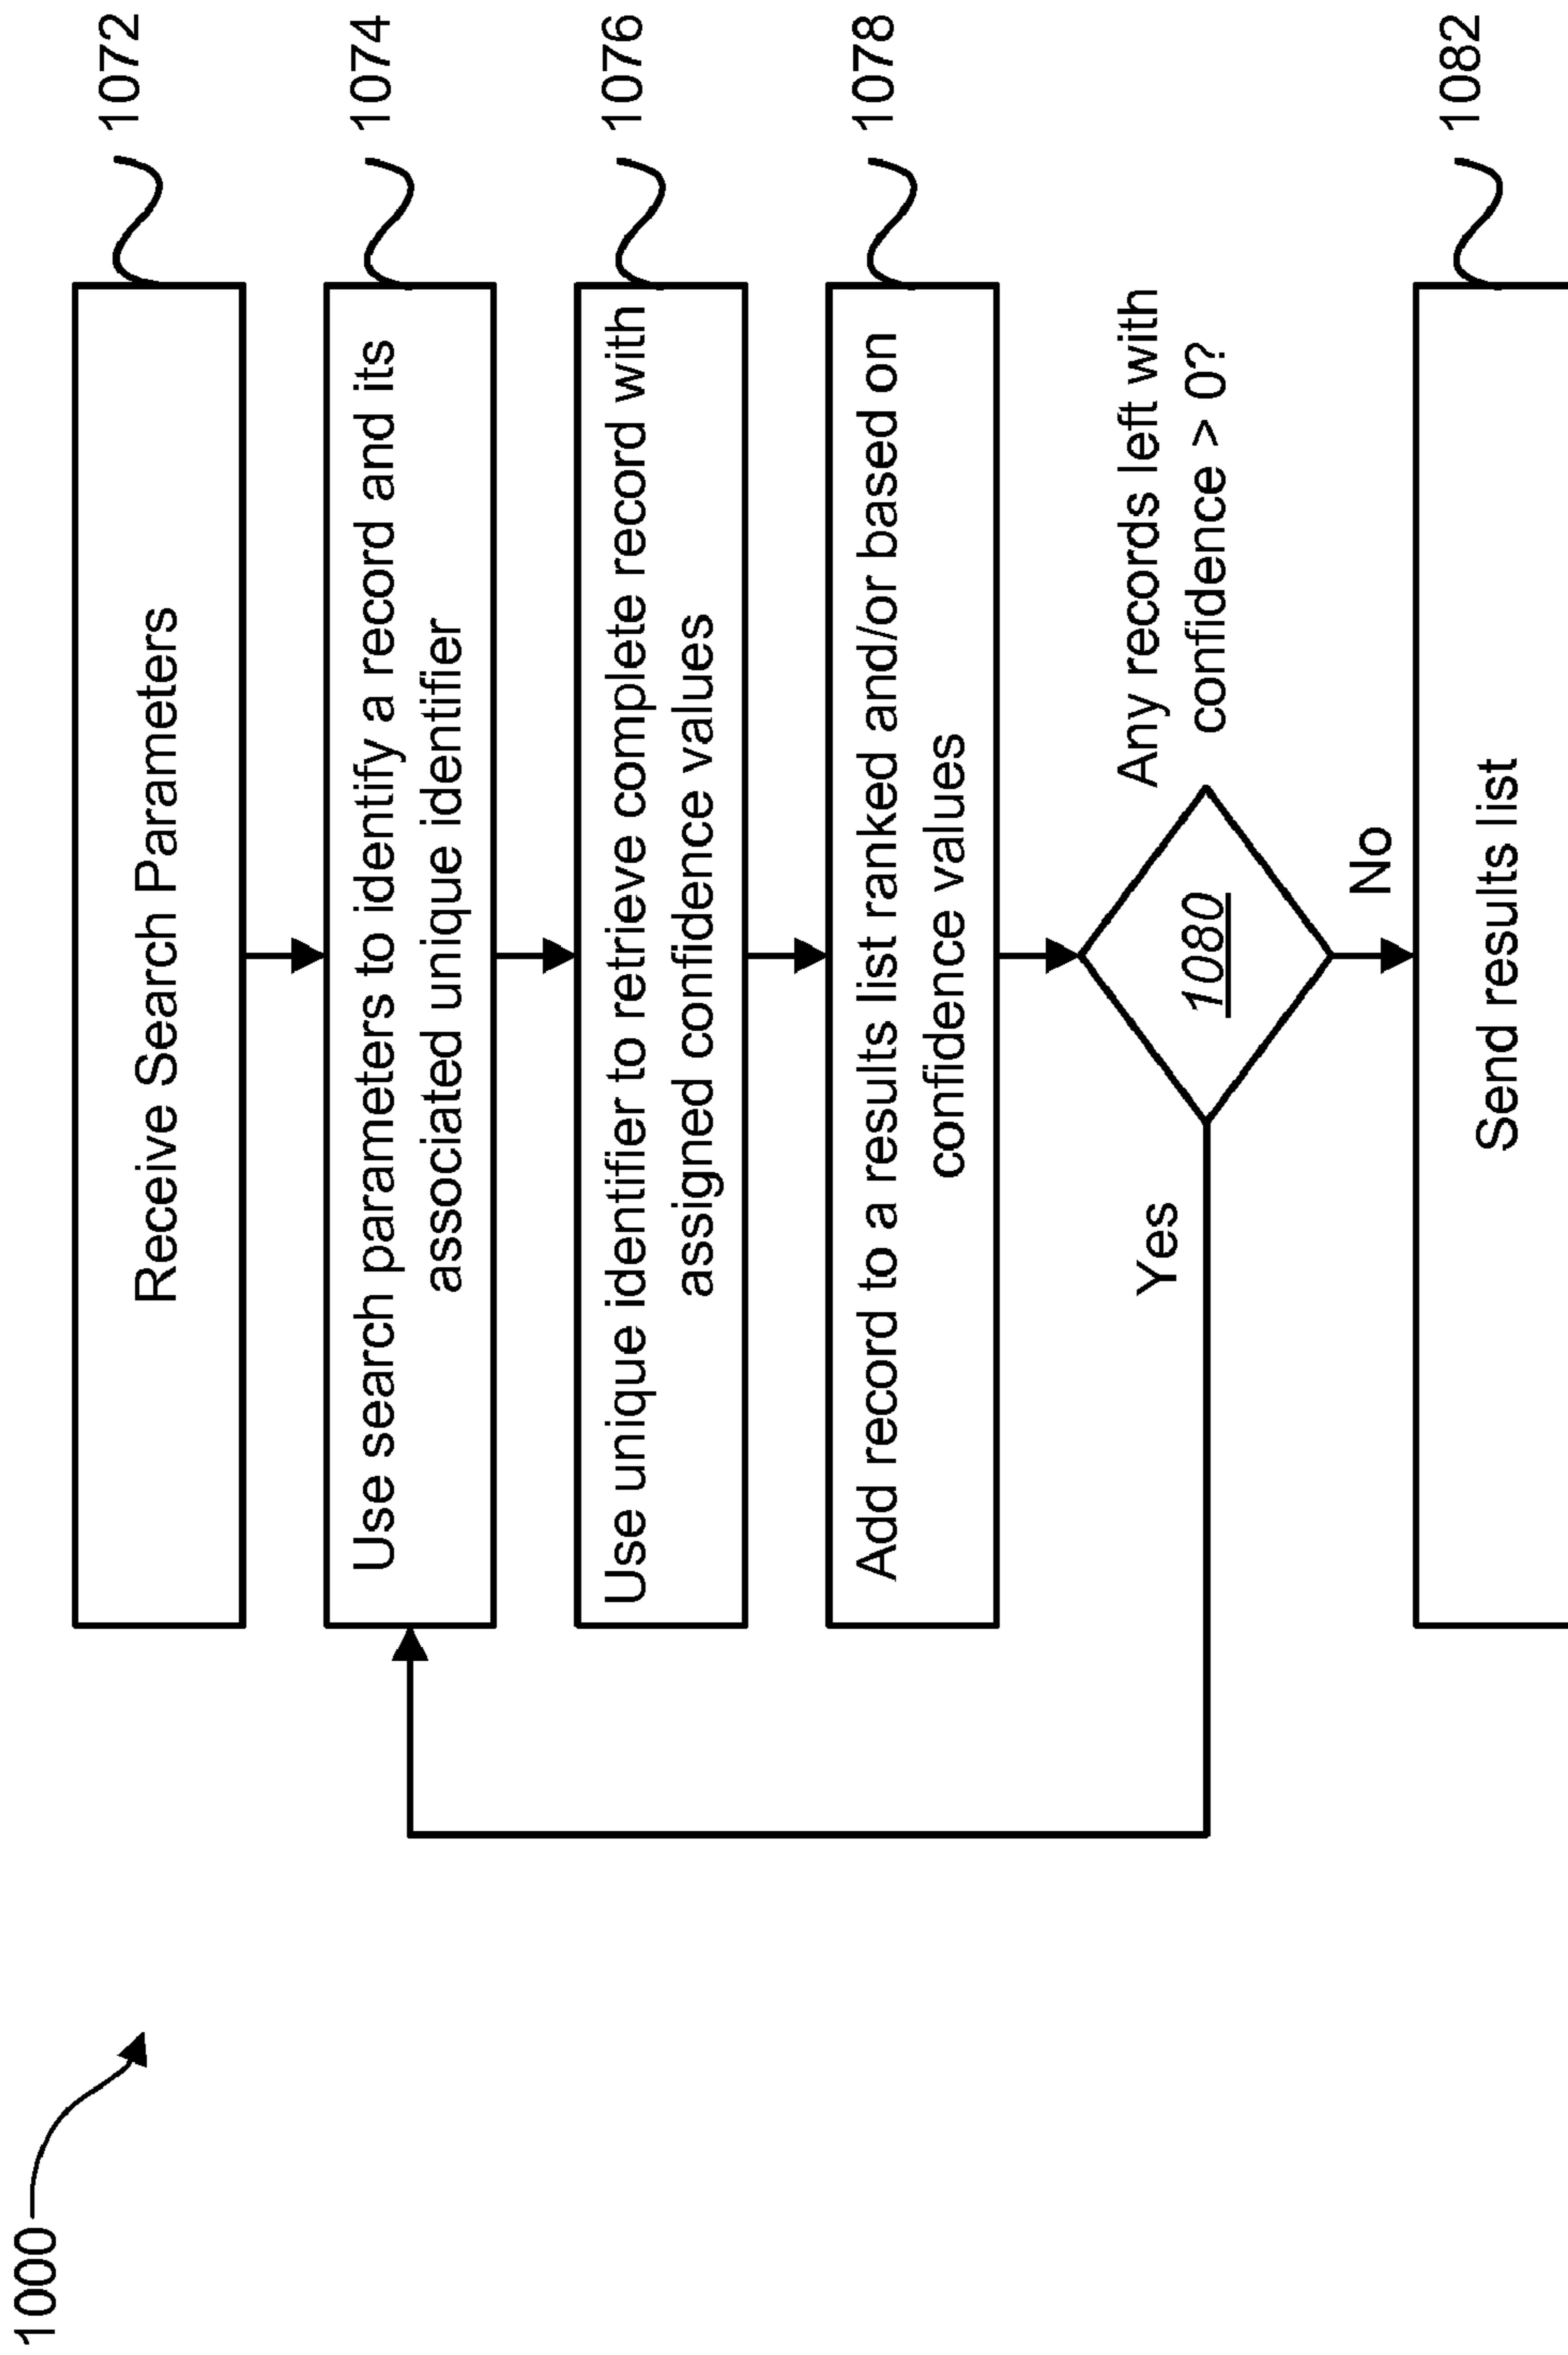 1000
Receive Search Parameters
1072
Use search parameters to identify a record and its
associated unique identifier
1074
Use unique identifier to retrieve complete record with
assigned confidence values
1076
Add record to a results list ranked and/or based on
confidence values
1078
Any records left with
confidence > 0?
1080
Yes
No
Send results list
1082